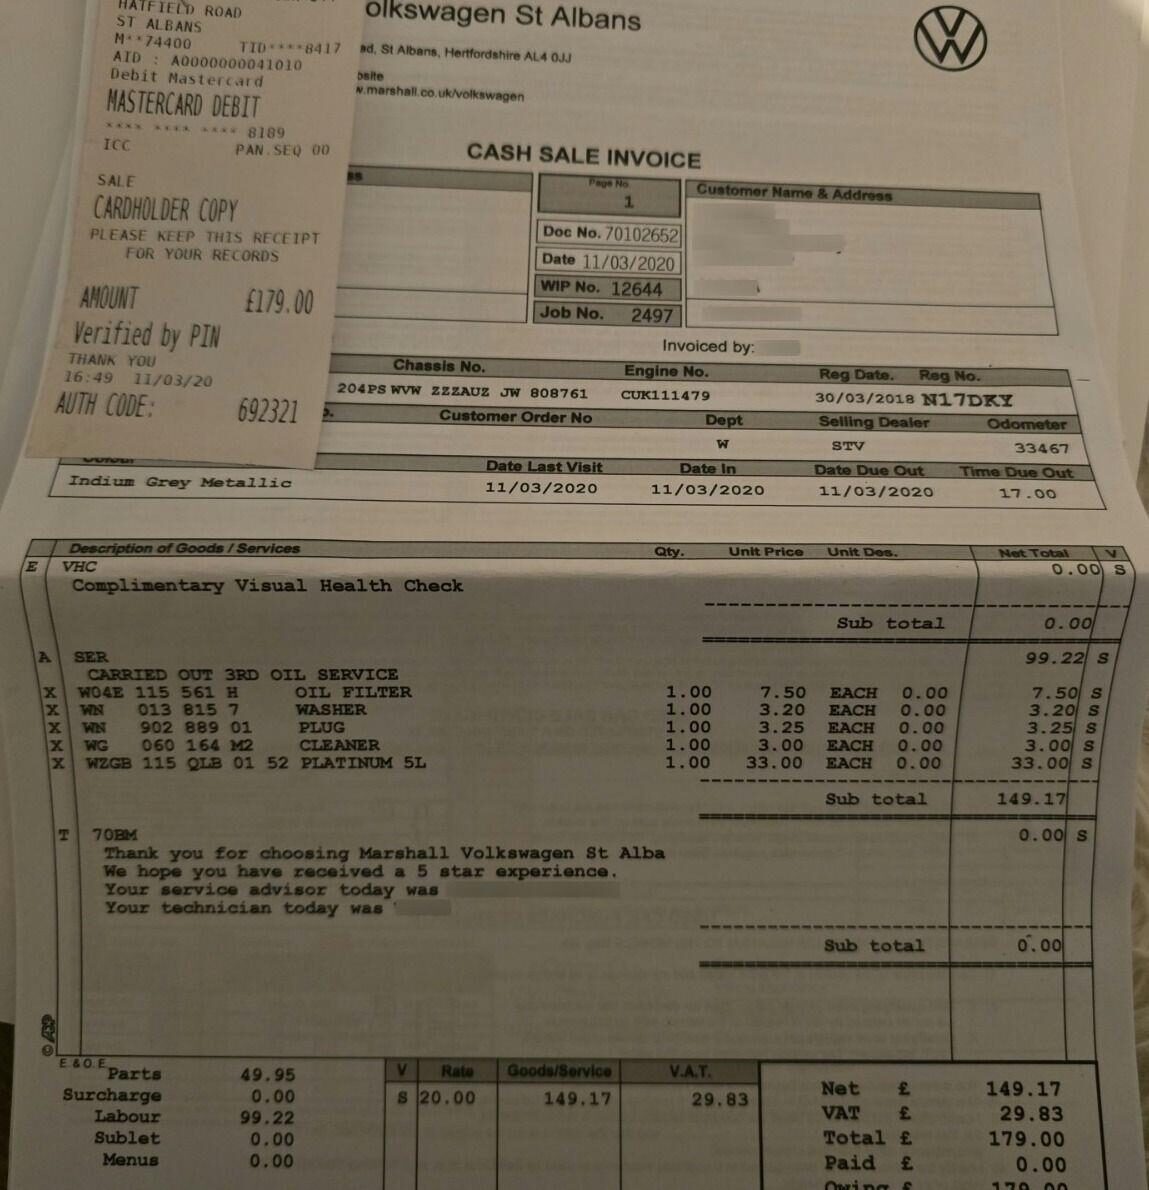 HATFIELD ROAD
ST ALBANS
M**74400 TID****8417
AID : A0000000041010
Debit Mastercard
MASTERCARD DEBIT
**** **** **** 8189
ICC PAN.SEQ 00
SALE
CARDHOLDER COPY
PLEASE KEEP THIS RECEIPT
FOR YOUR RECORDS
AMOUNT £179.00
Verified by PIN
THANK YOU
16:49 11/03/20
AUTH CODE: 692321
olkswagen St Albans
ad, St Albans, Hertfordshire AL4 0JJ
bsite
w.marshall.co.uk/volkswagen
CASH SALE INVOICE
ss
Page No.
1
Doc No. 70102652
Date 11/03/2020
WIP No. 12644
Job No. 2497
Customer Name & Address
Invoiced by:
Chassis No. Engine No. Reg Date. Reg No.
204PS WVW ZZZAUZ JW 808761 CUK111479 30/03/2018 N17DKY
o. Customer Order No Dept Selling Dealer Odometer
W STV 33467
Colour Date Last Visit Date In Date Due Out Time Due Out
Indium Grey Metallic 11/03/2020 11/03/2020 11/03/2020 17.00
Description of Goods / Services Qty. Unit Price Unit Des. Net Total V
E VHC 0.00 S
Complimentary Visual Health Check
Sub total 0.00
A SER 99.22 S
CARRIED OUT 3RD OIL SERVICE
X W04E 115 561 H OIL FILTER 1.00 7.50 EACH 0.00 7.50 S
X WN 013 815 7 WASHER 1.00 3.20 EACH 0.00 3.20 S
X WN 902 889 01 PLUG 1.00 3.25 EACH 0.00 3.25 S
X WG 060 164 M2 CLEANER 1.00 3.00 EACH 0.00 3.00 S
X WZGB 115 QLB 01 52 PLATINUM 5L 1.00 33.00 EACH 0.00 33.00 S
Sub total 149.17
T 70BM 0.00 S
Thank you for choosing Marshall Volkswagen St Alba
We hope you have received a 5 star experience.
Your service advisor today was
Your technician today was
Sub total 0.00
© ADP
E & O E
Parts 49.95
Surcharge 0.00
Labour 99.22
Sublet 0.00
Menus 0.00
V Rate Goods/Service V.A.T.
S 20.00 149.17 29.83
Net £ 149.17
VAT £ 29.83
Total £ 179.00
Paid £ 0.00
Owing £ 179.00